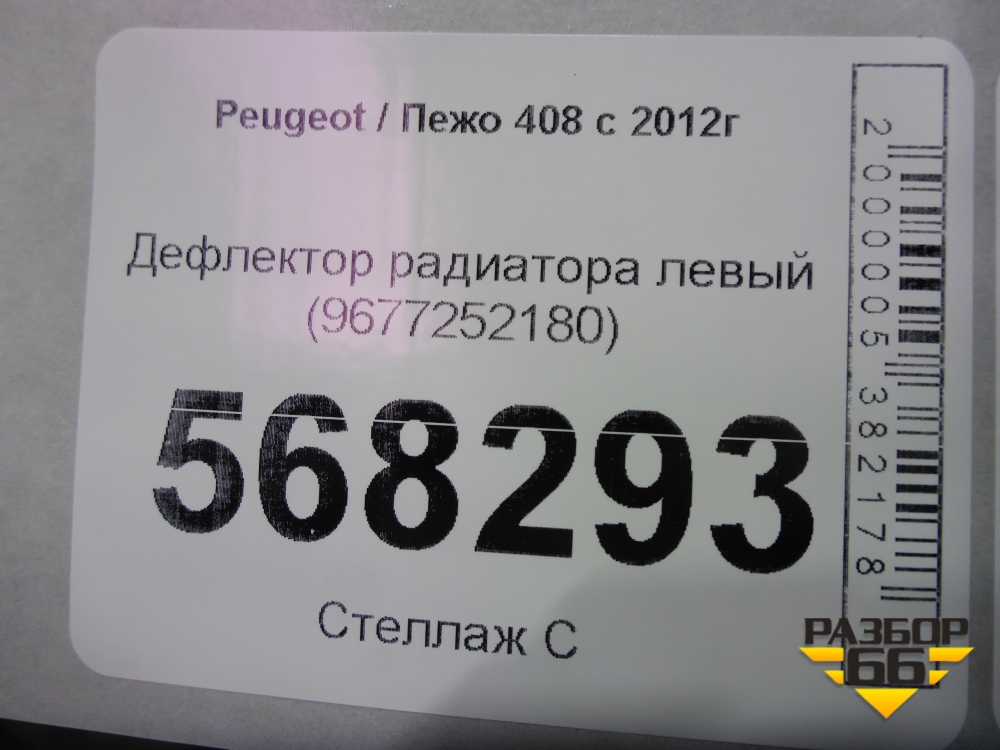 Peugeot / Пежо 408 с 2012г
Дефлектор радиатора левый
(9677252180)
568293
Стеллаж С
2000005382178
РАЗБОР
66